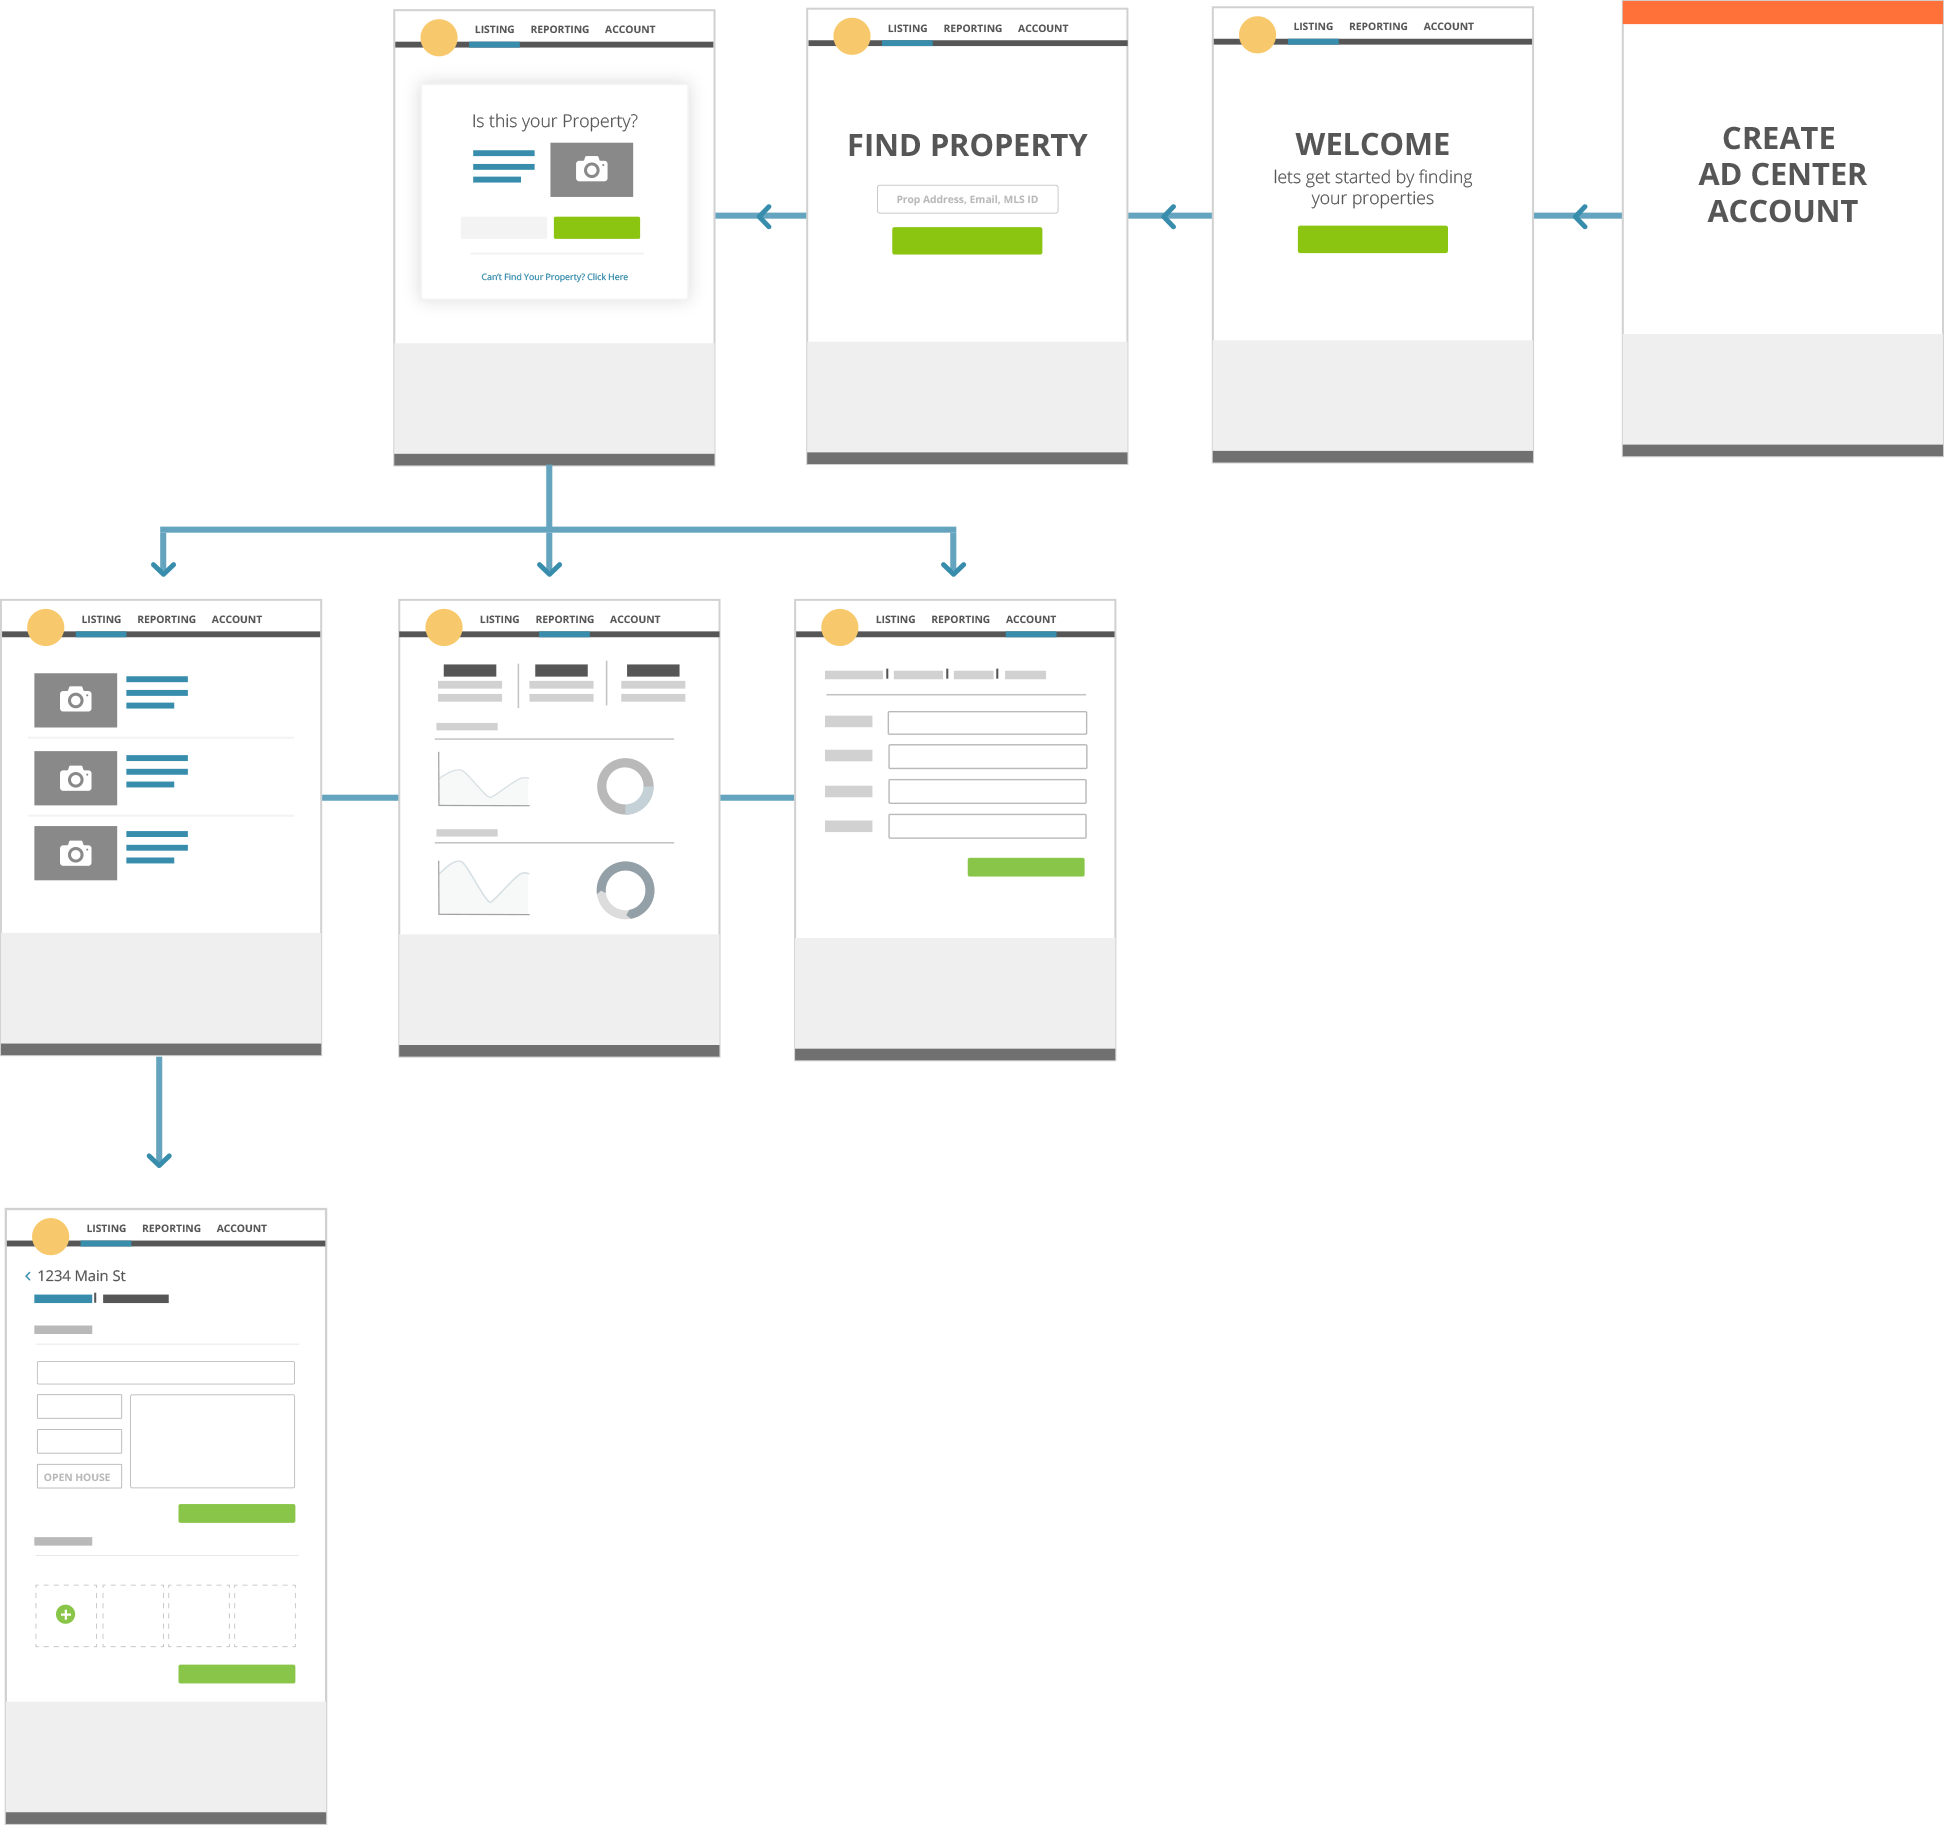 LISTING REPORTING ACCOUNT
Is this your Property?
Can't Find Your Property? Click Here
LISTING REPORTING ACCOUNT
FIND PROPERTY
Prop Address, Email, MLS ID
LISTING REPORTING ACCOUNT
WELCOME
lets get started by finding
your properties
CREATE
AD CENTER
ACCOUNT
LISTING REPORTING ACCOUNT
LISTING REPORTING ACCOUNT
LISTING REPORTING ACCOUNT
LISTING REPORTING ACCOUNT
1234 Main St
OPEN HOUSE